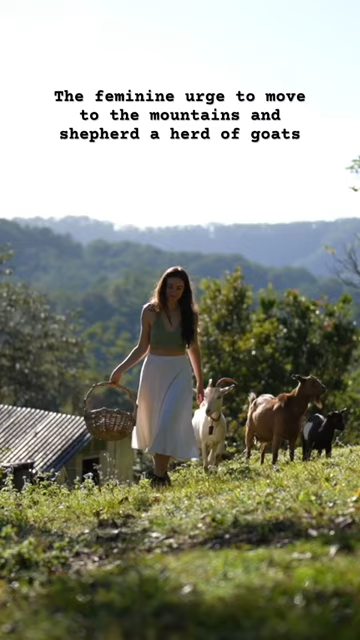 The feminine urge to move
to the mountains and
shepherd a herd of goats